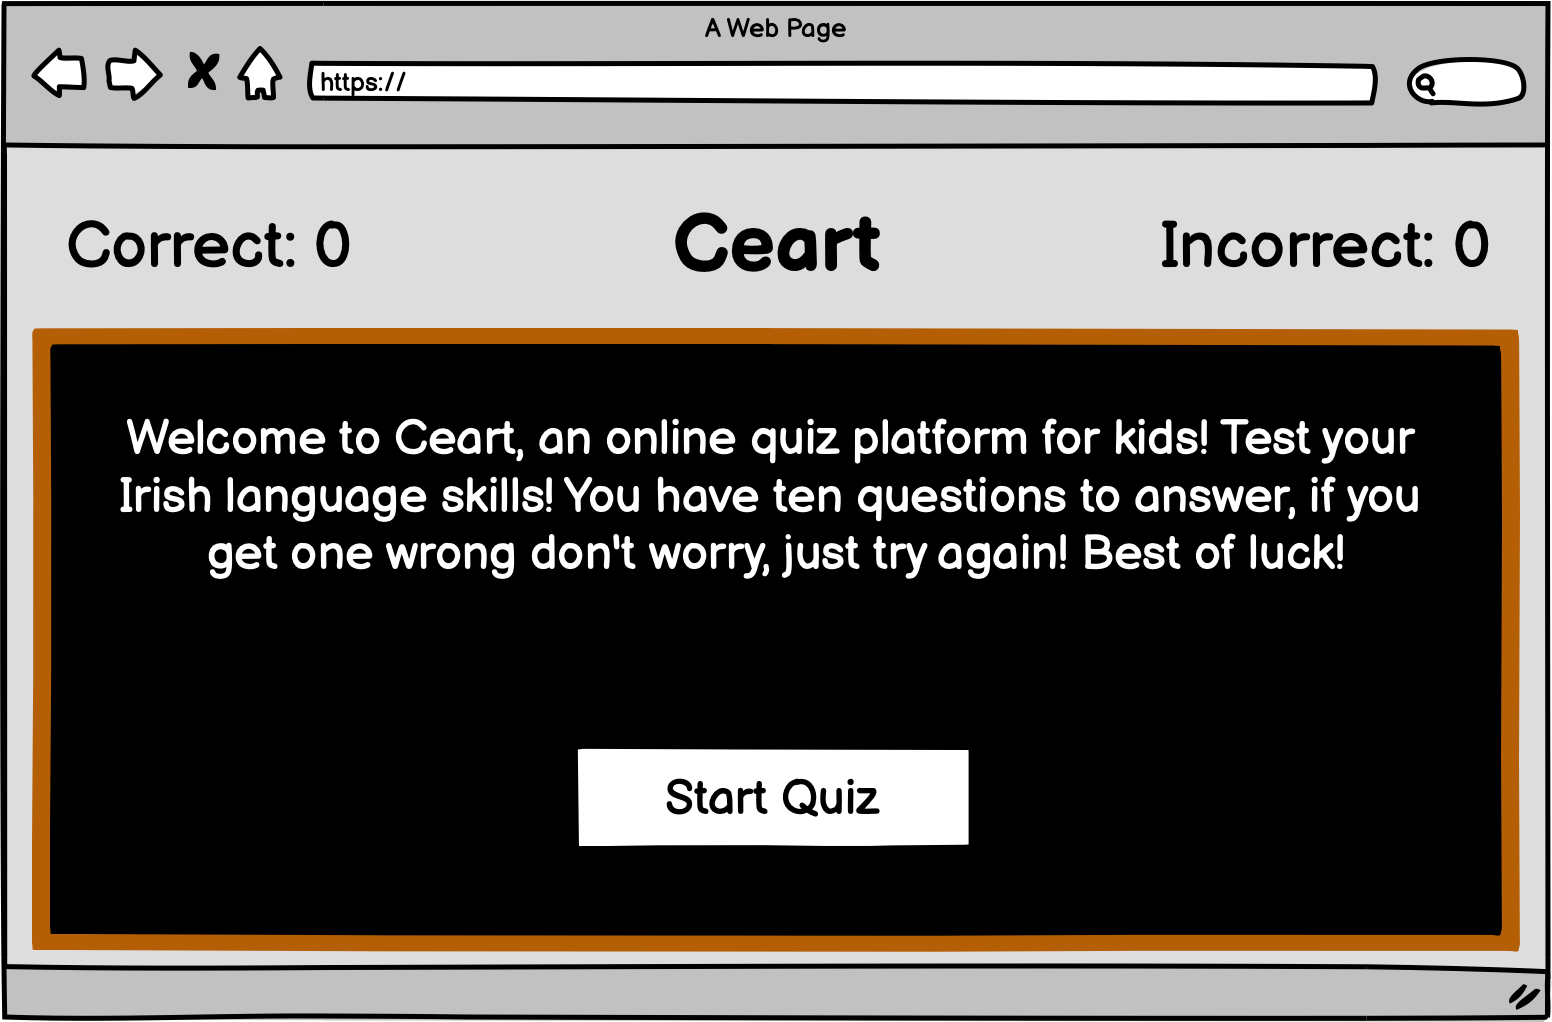 A Web Page
https://
Correct: 0
Ceart
Incorrect: 0
Welcome to Ceart, an online quiz platform for kids! Test your
Irish language skills! You have ten questions to answer, if you
get one wrong don't worry, just try again! Best of luck!
Start Quiz